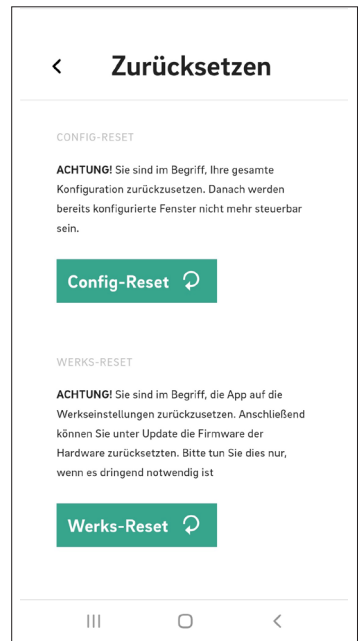 Zurücksetzen
CONFIG-RESET
ACHTUNG! Sie sind im Begriff, Ihre gesamte
Konfiguration zurückzusetzen. Danach werden
bereits konfigurierte Fenster nicht mehr steuerbar
sein.
Config-Reset
WERKS-RESET
ACHTUNG! Sie sind im Begriff, die App auf die
Werkseinstellungen zurückzusetzen. Anschließend
können Sie unter Update die Firmware der
Hardware zurücksetzten. Bitte tun Sie dies nur,
wenn es dringend notwendig ist
Werks-Reset